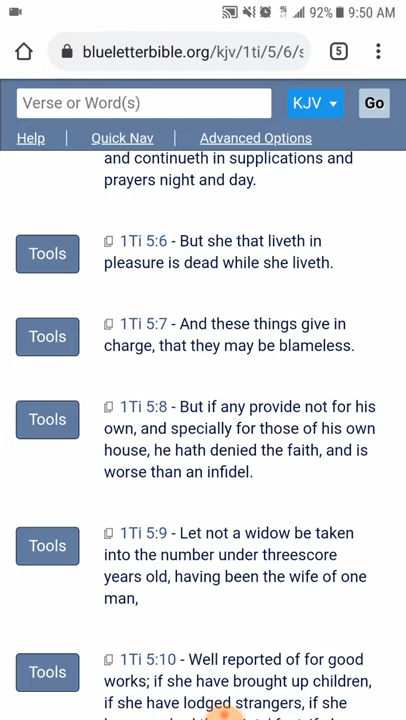 92% 9:50 AM
blueletterbible.org/kjv/1ti/5/6/s
5
Verse or Word(s)
KJV
Go
Help | Quick Nav | Advanced Options
and continueth in supplications and
prayers night and day.
Tools
1Ti 5:6 - But she that liveth in
pleasure is dead while she liveth.
Tools
1Ti 5:7 - And these things give in
charge, that they may be blameless.
Tools
1Ti 5:8 - But if any provide not for his
own, and specially for those of his own
house, he hath denied the faith, and is
worse than an infidel.
Tools
1Ti 5:9 - Let not a widow be taken
into the number under threescore
years old, having been the wife of one
man,
Tools
1Ti 5:10 - Well reported of for good
works; if she have brought up children,
if she have lodged strangers, if she